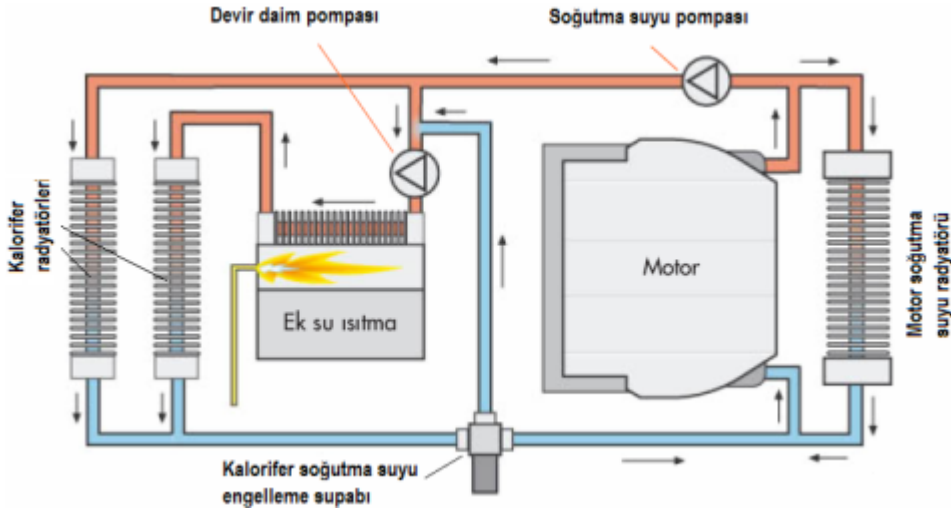 Devir daim pompası
Soğutma suyu pompası
Kalorifer
radyatörleri
Ek su ısıtma
Motor
Motor soğutma
suyu radyatörü
Kalorifer soğutma suyu
engelleme supabı